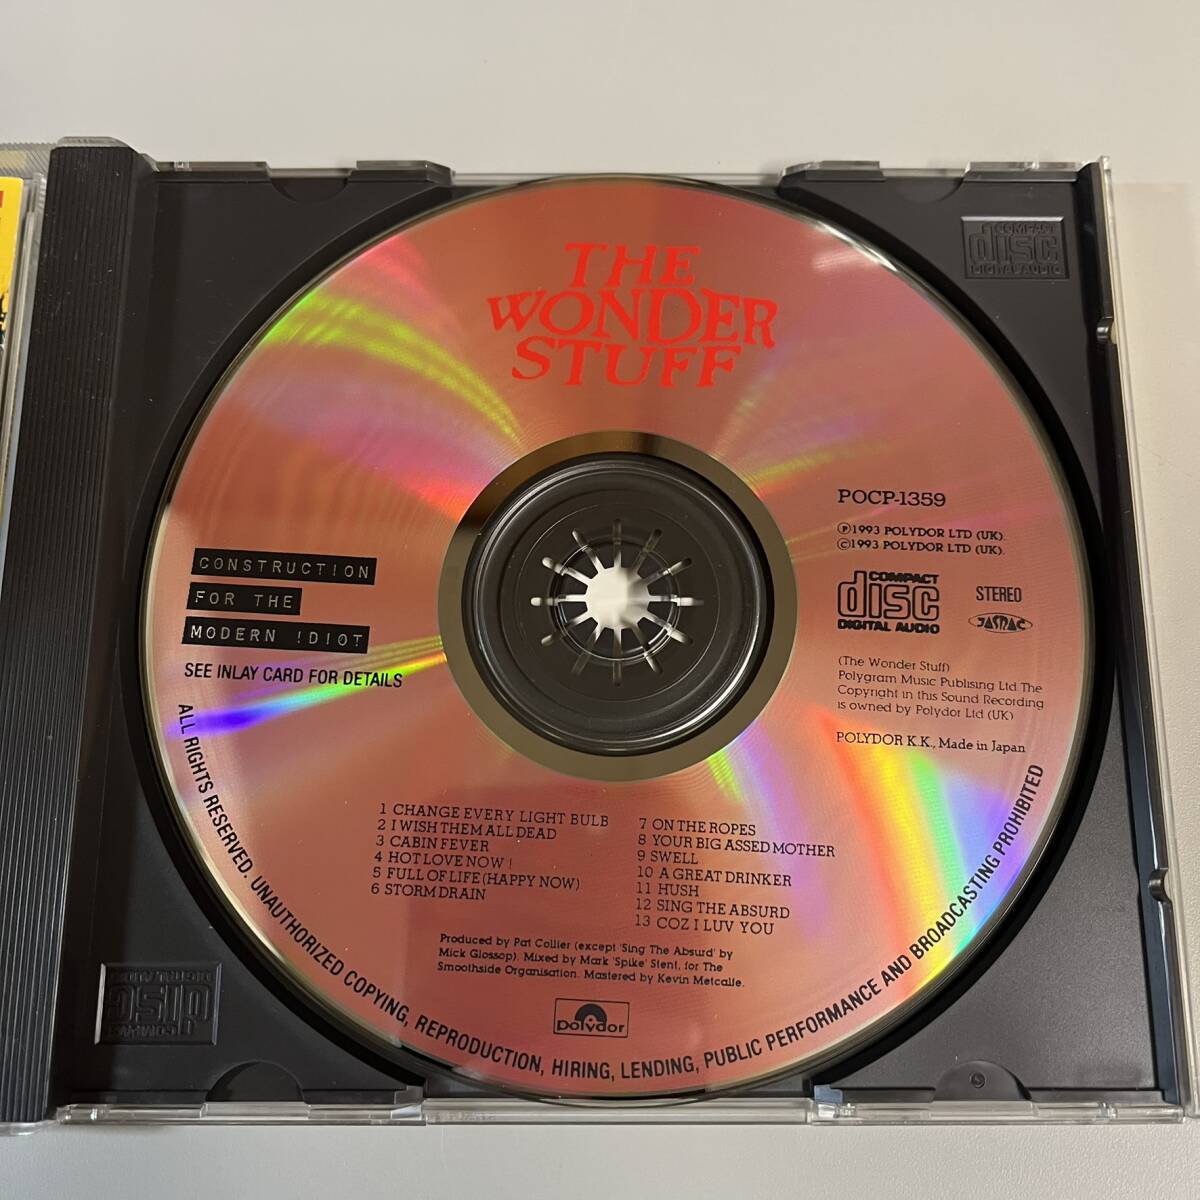 THE
WONDER
STUFF
COMPACT
disc
DIGITAL AUDIO
CONSTRUCTION
FOR THE
MODERN !DIOT
SEE INLAY CARD FOR DETAILS
POCP-1359
Ⓟ1993 POLYDOR LTD (UK).
©1993 POLYDOR LTD (UK).
COMPACT
disc
DIGITAL AUDIO
STEREO
JASRAC
(The Wonder Stuff)
Polygram Music Publising Ltd The
Copyright in this Sound Recording
is owned by Polydor Ltd (UK)
POLYDOR K.K., Made in Japan
1 CHANGE EVERY LIGHT BULB
2 I WISH THEM ALL DEAD
3 CABIN FEVER
4 HOT LOVE NOW !
5 FULL OF LIFE (HAPPY NOW)
6 STORM DRAIN
7 ON THE ROPES
8 YOUR BIG ASSED MOTHER
9 SWELL
10 A GREAT DRINKER
11 HUSH
12 SING THE ABSURD
13 COZ I LUV YOU
Produced by Pat Collier (except 'Sing The Absurd' by
Mick Glossop). Mixed by Mark 'Spike' Stent, for The
Smoothside Organisation. Mastered by Kevin Metcalfe.
polydor
ALL RIGHTS RESERVED. UNAUTHORIZED COPYING, REPRODUCTION, HIRING, LENDING, PUBLIC PERFORMANCE AND BROADCASTING PROHIBITED
COMPACT
disc
DIGITAL AUDIO